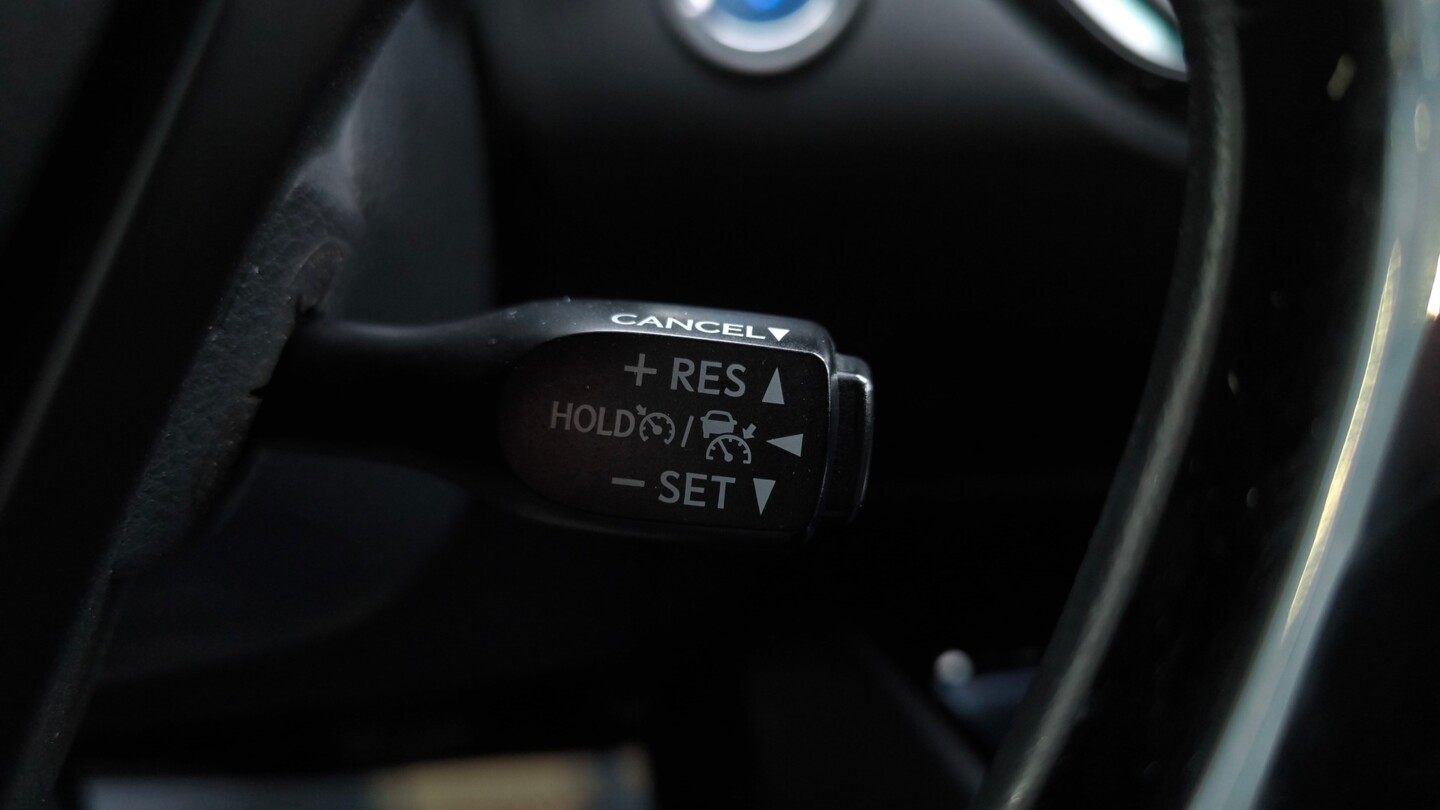 CANCEL▼
+ RES ▲
HOLD / ◀
− SET ▼